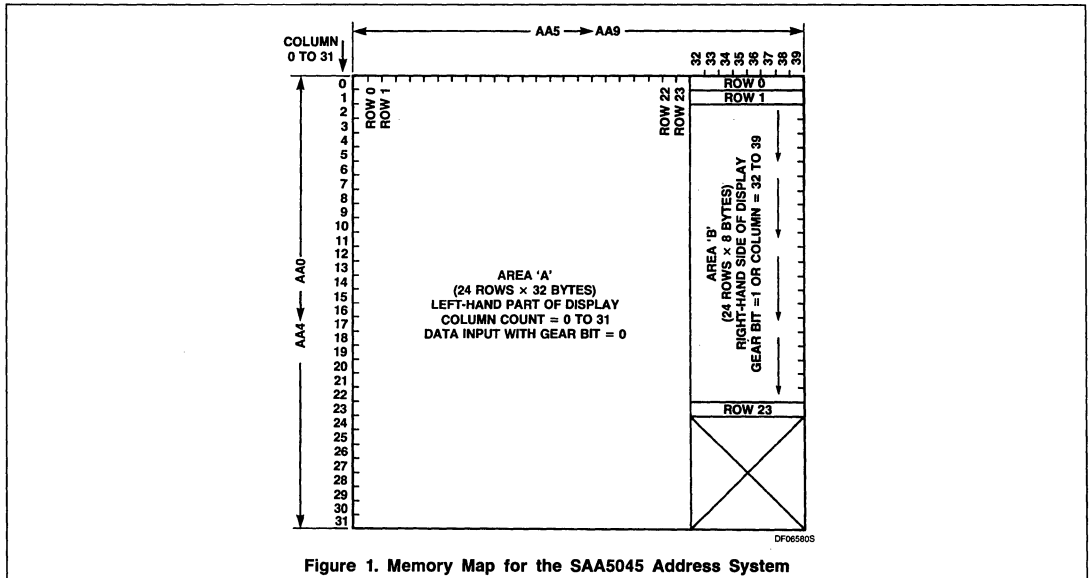 AA5 → AA9
COLUMN
0 TO 31
32
33
34
35
36
37
38
39
0
1
2
3
4
5
6
7
8
9
10
11
12
13
14
15
16
17
18
19
20
21
22
23
24
25
26
27
28
29
30
31
AA0
AA4
ROW 0
ROW 1
ROW 22
ROW 23
ROW 0
ROW 1
AREA 'A'
(24 ROWS × 32 BYTES)
LEFT-HAND PART OF DISPLAY
COLUMN COUNT = 0 TO 31
DATA INPUT WITH GEAR BIT = 0
AREA 'B'
(24 ROWS × 8 BYTES)
RIGHT-HAND SIDE OF DISPLAY
GEAR BIT =1 OR COLUMN = 32 TO 39
ROW 23
DF06580S
Figure 1. Memory Map for the SAA5045 Address System